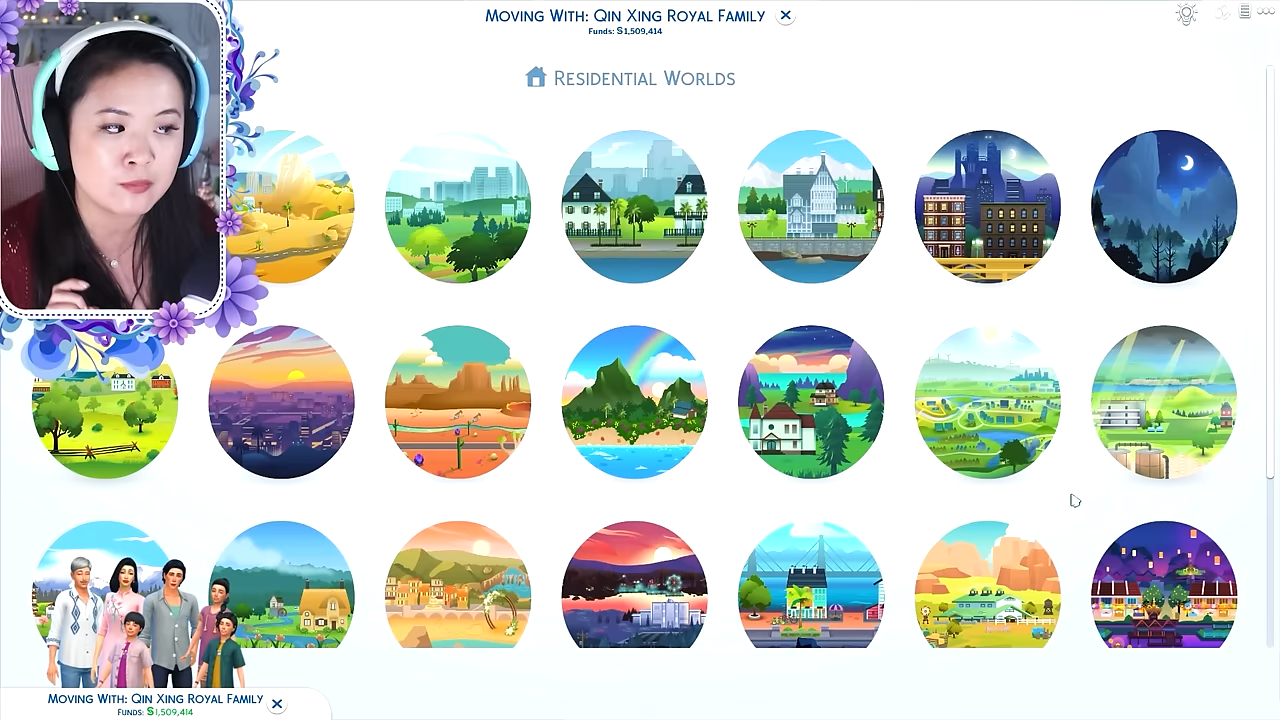 Moving With: Qin Xing Royal Family
Funds: §1,509,414
Residential Worlds
Moving With: Qin Xing Royal Family
Funds: §1,509,414